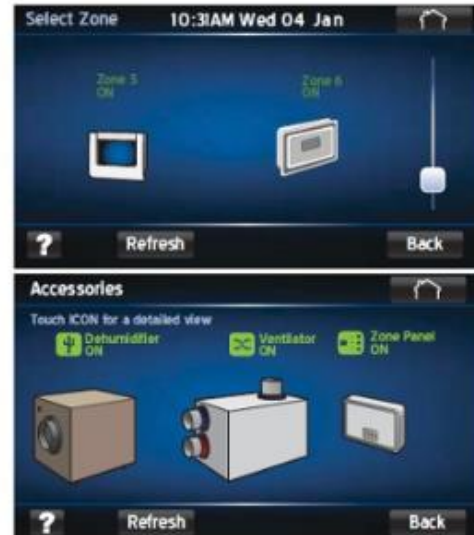 Select Zone 10:31AM Wed 04 Jan
Zone 5 Zone 6
ON ON
? Refresh Back
Accessories
Touch ICON for a detailed view
Dehumidifier Ventilator Zone Panel
ON ON ON
? Refresh Back